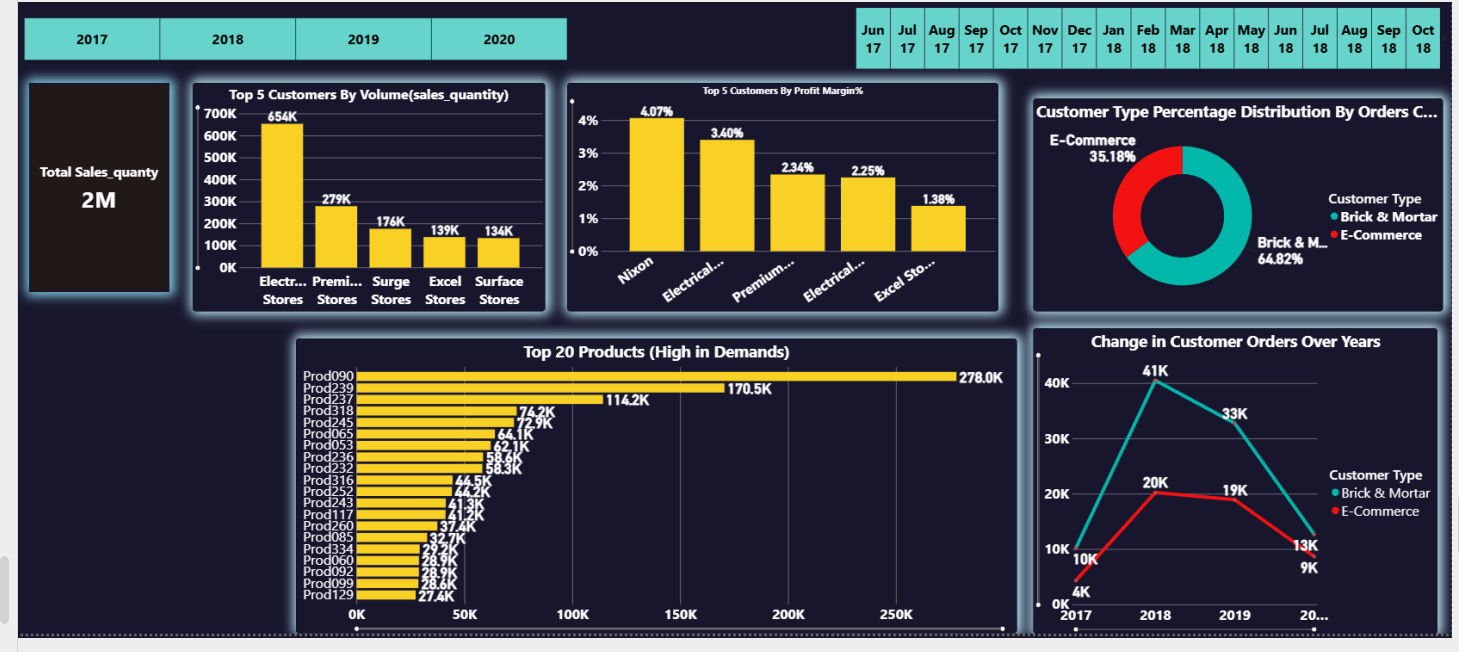 2017 2018 2019 2020
Jun 17 Jul 17 Aug 17 Sep 17 Oct 17 Nov 17 Dec 17 Jan 18 Feb 18 Mar 18 Apr 18 May 18 Jun 18 Jul 18 Aug 18 Sep 18 Oct 18
Total Sales_quanty
2M
Top 5 Customers By Volume(sales_quantity)
700K
600K
500K
400K
300K
200K
100K
0K
654K
279K
176K
139K
134K
Electr... Stores
Premi... Stores
Surge Stores
Excel Stores
Surface Stores
Top 5 Customers By Profit Margin%
4%
3%
2%
1%
0%
4.07%
3.40%
2.34%
2.25%
1.38%
Nixon
Electrical...
Premium...
Electrical...
Excel Sto...
Customer Type Percentage Distribution By Orders C...
E-Commerce
35.18%
Brick & M...
64.82%
Customer Type
Brick & Mortar
E-Commerce
Top 20 Products (High in Demands)
Prod090 278.0K
Prod239 170.5K
Prod237 114.2K
Prod318 74.2K
Prod245 72.9K
Prod065 64.1K
Prod053 62.1K
Prod236 58.6K
Prod232 58.3K
Prod316 44.5K
Prod252 44.2K
Prod243 41.3K
Prod117 41.2K
Prod260 37.4K
Prod085 32.7K
Prod334 29.2K
Prod060 28.9K
Prod092 28.9K
Prod099 28.6K
Prod129 27.4K
0K 50K 100K 150K 200K 250K
Change in Customer Orders Over Years
40K
30K
20K
10K
0K
41K
33K
20K
19K
10K
4K
13K
9K
2017 2018 2019 20...
Customer Type
Brick & Mortar
E-Commerce